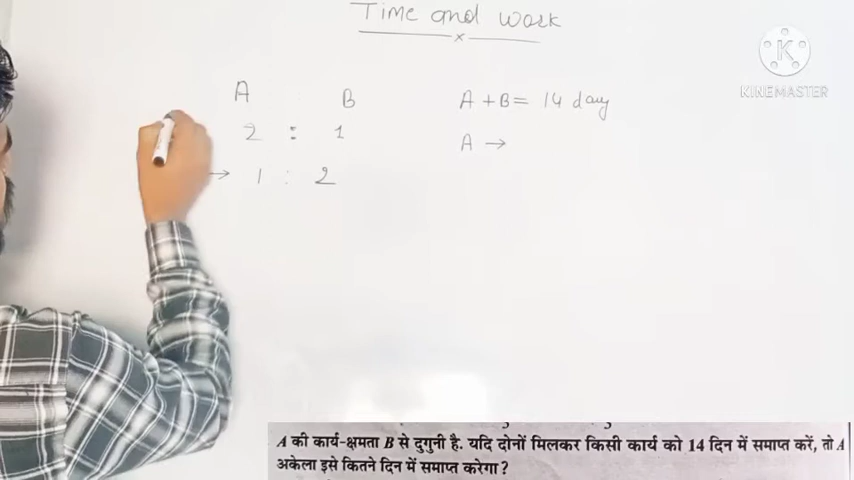 Time and work
x
KINEMASTER
A B A + B = 14 day
2 : 1 A →
→ 1 : 2
A की कार्य-क्षमता B से दुगुनी है. यदि दोनों मिलकर किसी कार्य को 14 दिन में समाप्त करें, तो A
अकेला इसे कितने दिन में समाप्त करेगा ?